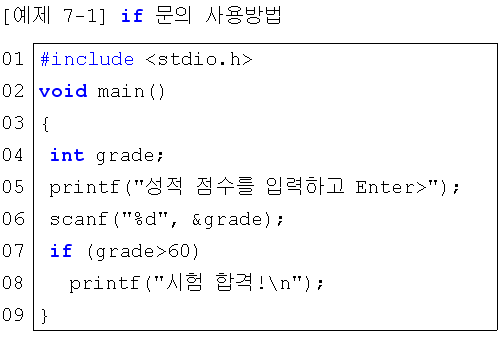 [예제 7-1] if 문의 사용방법
01 #include <stdio.h>
02 void main()
03 {
04 int grade;
05 printf("성적 점수를 입력하고 Enter>");
06 scanf("%d", &grade);
07 if (grade>60)
08 printf("시험 합격!\n");
09 }